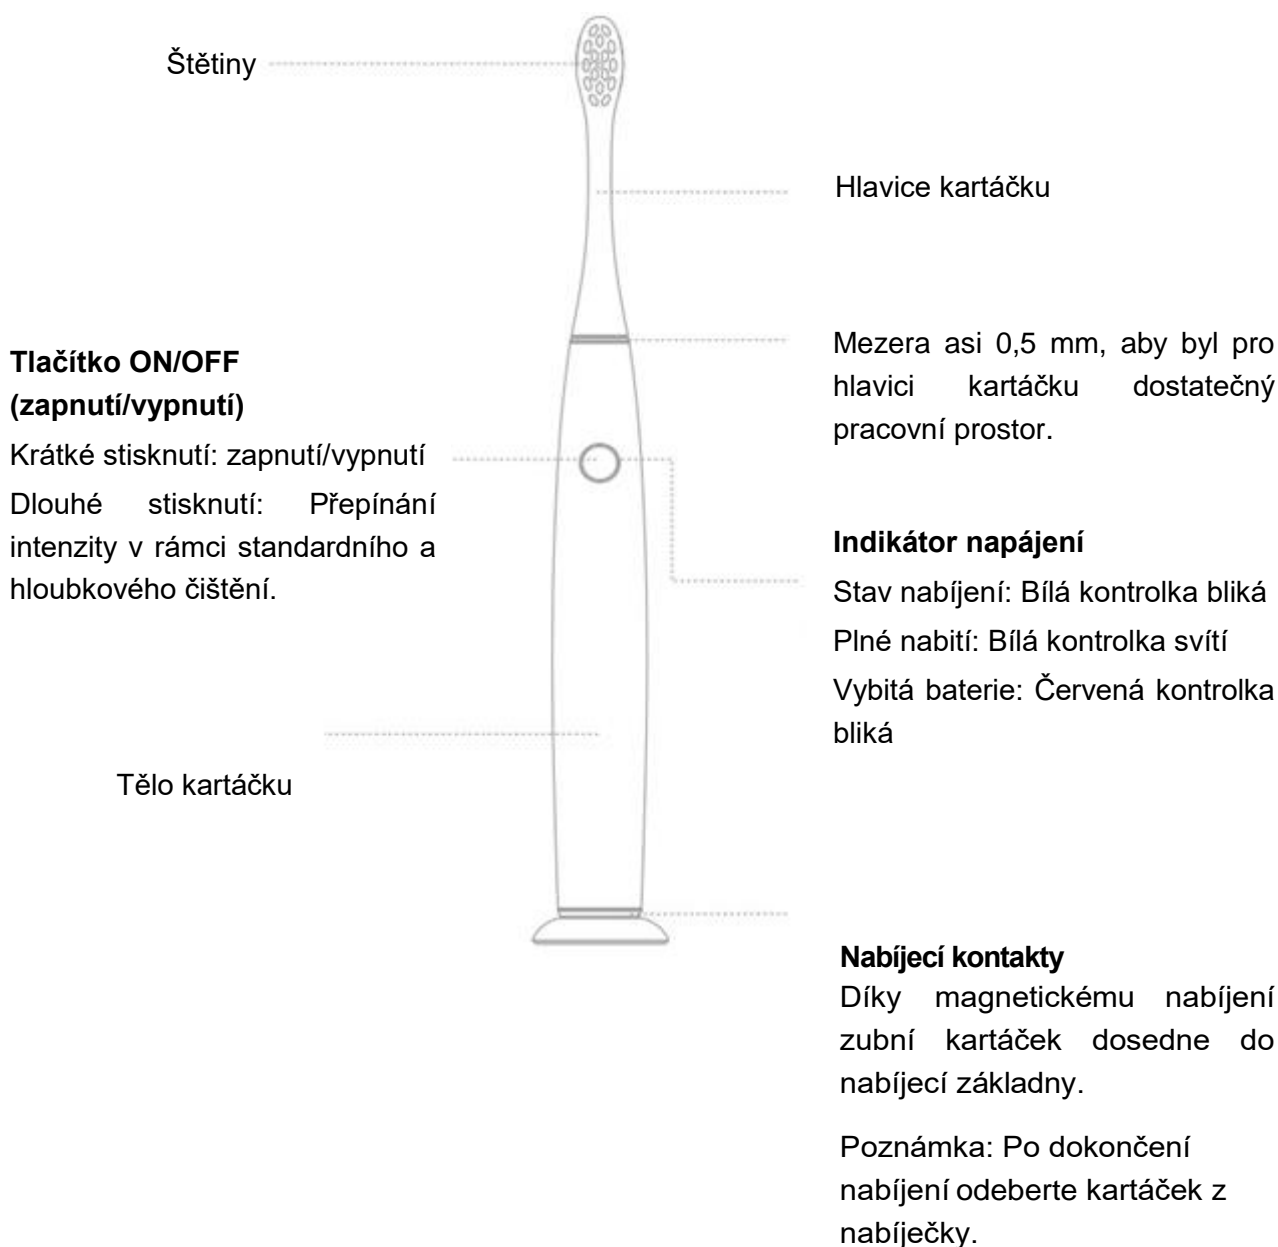 Štětiny
Hlavice kartáčku
Mezera asi 0,5 mm, aby byl pro
hlavici kartáčku dostatečný
pracovní prostor.
Tlačítko ON/OFF
(zapnutí/vypnutí)
Krátké stisknutí: zapnutí/vypnutí
Dlouhé stisknutí: Přepínání
intenzity v rámci standardního a
hloubkového čištění.
Indikátor napájení
Stav nabíjení: Bílá kontrolka bliká
Plné nabití: Bílá kontrolka svítí
Vybitá baterie: Červená kontrolka
bliká
Tělo kartáčku
Nabíjecí kontakty
Díky magnetickému nabíjení
zubní kartáček dosedne do
nabíjecí základny.
Poznámka: Po dokončení
nabíjení odeberte kartáček z
nabíječky.